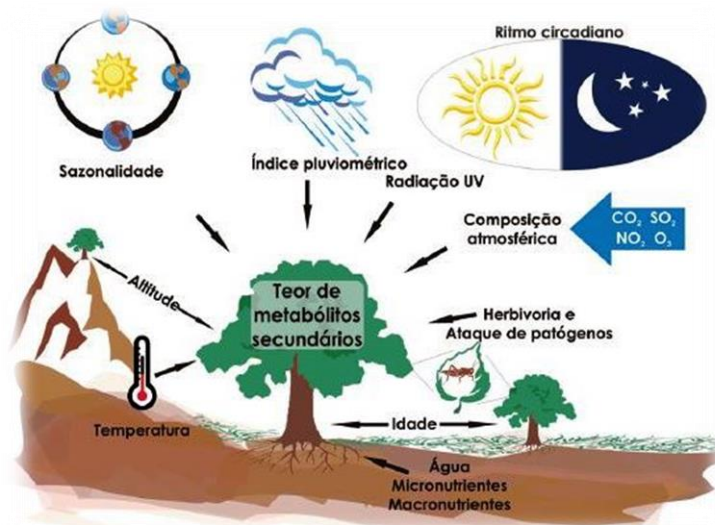 Ritmo circadiano
Sazonalidade
Índice pluviométrico
Radiação UV
Composição
atmosférica
CO₂ SO₂
NO₂ O₃
Altitude
Teor de
metabólitos
secundários
Herbivoria e
Ataque de patógenos
Temperatura
Idade
Água
Micronutrientes
Macronutrientes